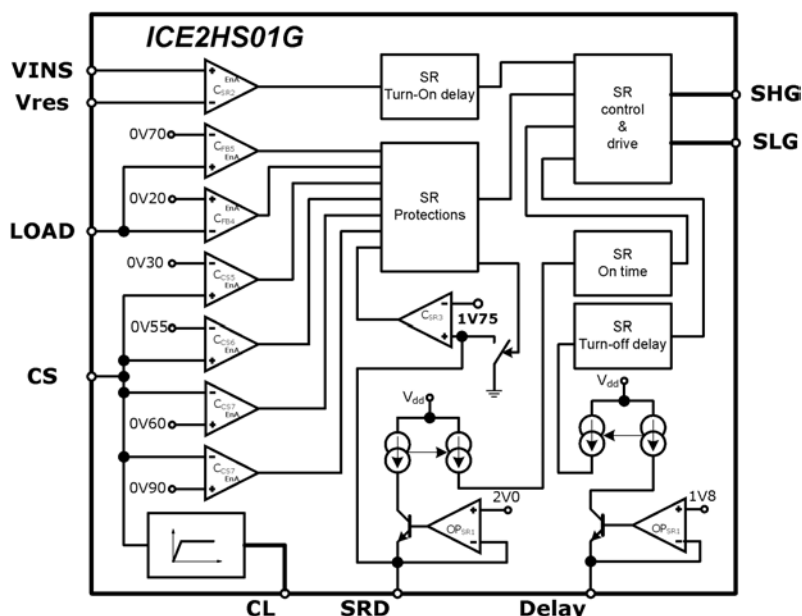 ICE2HS01G
VINS
Vres
EnA
CSR2
SR
Turn-On delay
SR
control
&
drive
SHG
SLG
0V70
CFB5
EnA
0V20
EnA
CFB4
LOAD
SR
Protections
0V30
CCS5
EnA
SR
On time
CSR3
1V75
0V55
CCS6
EnA
SR
Turn-off delay
CS
CCS7
EnA
0V60
Vdd
Vdd
CCS7
EnA
0V90
2V0
OPSR1
1V8
OPSR1
CL
SRD
Delay